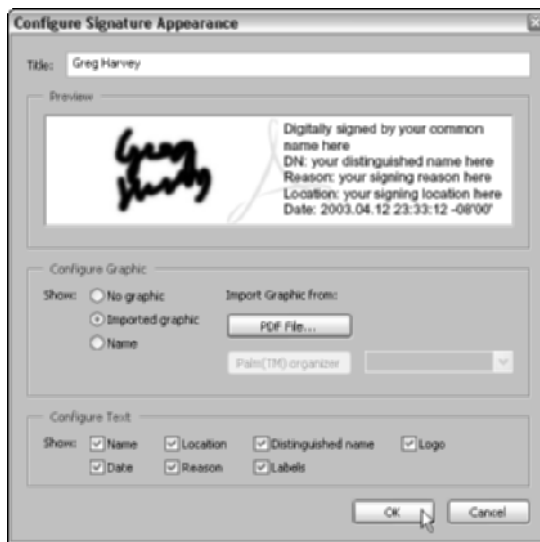 Configure Signature Appearance
Title: Greg Harvey
Preview
Greg
Harvey
Digitally signed by your common
name here
DN: your distinguished name here
Reason: your signing reason here
Location: your signing location here
Date: 2003.04.12 23:33:12 -08'00'
Configure Graphic
Show: No graphic Import Graphic from:
Imported graphic PDF File...
Name
Palm(TM) organizer
Configure Text
Show: Name Location Distinguished name Logo
Date Reason Labels
OK Cancel